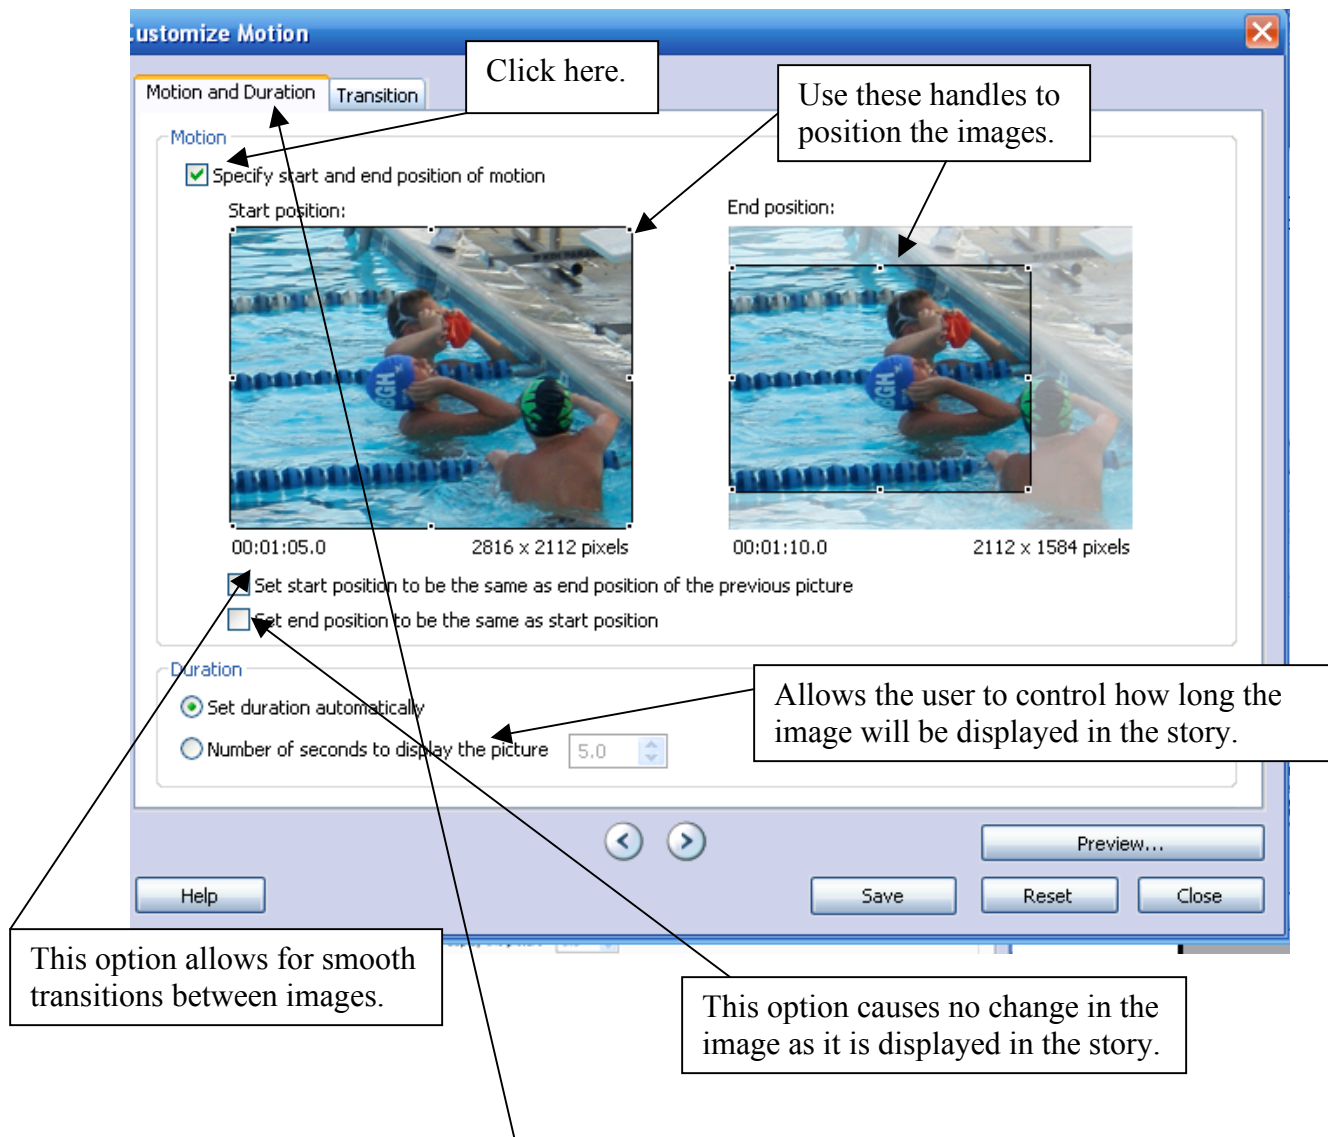 Customize Motion
Click here.
Use these handles to
position the images.
Motion and Duration
Transition
Motion
Specify start and end position of motion
Start position:
End position:
BGH
00:01:05.0
2816 x 2112 pixels
00:01:10.0
2112 x 1584 pixels
Set start position to be the same as end position of the previous picture
Set end position to be the same as start position
Duration
Set duration automatically
Number of seconds to display the picture
5.0
Allows the user to control how long the
image will be displayed in the story.
Preview...
Help
Save
Reset
Close
This option allows for smooth
transitions between images.
This option causes no change in the
image as it is displayed in the story.